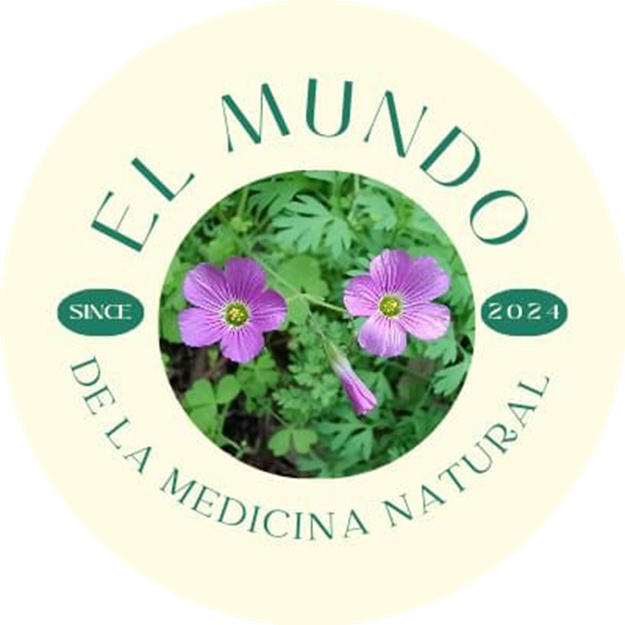 EL MUNDO
SINCE
2024
DE LA MEDICINA NATURAL